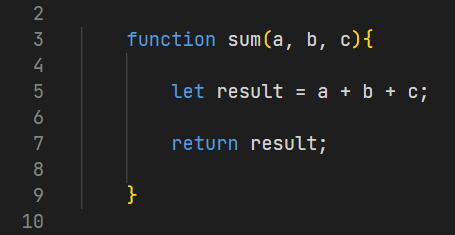 2
3 function sum(a, b, c){
4
5 let result = a + b + c;
6
7 return result;
8
9 }
10